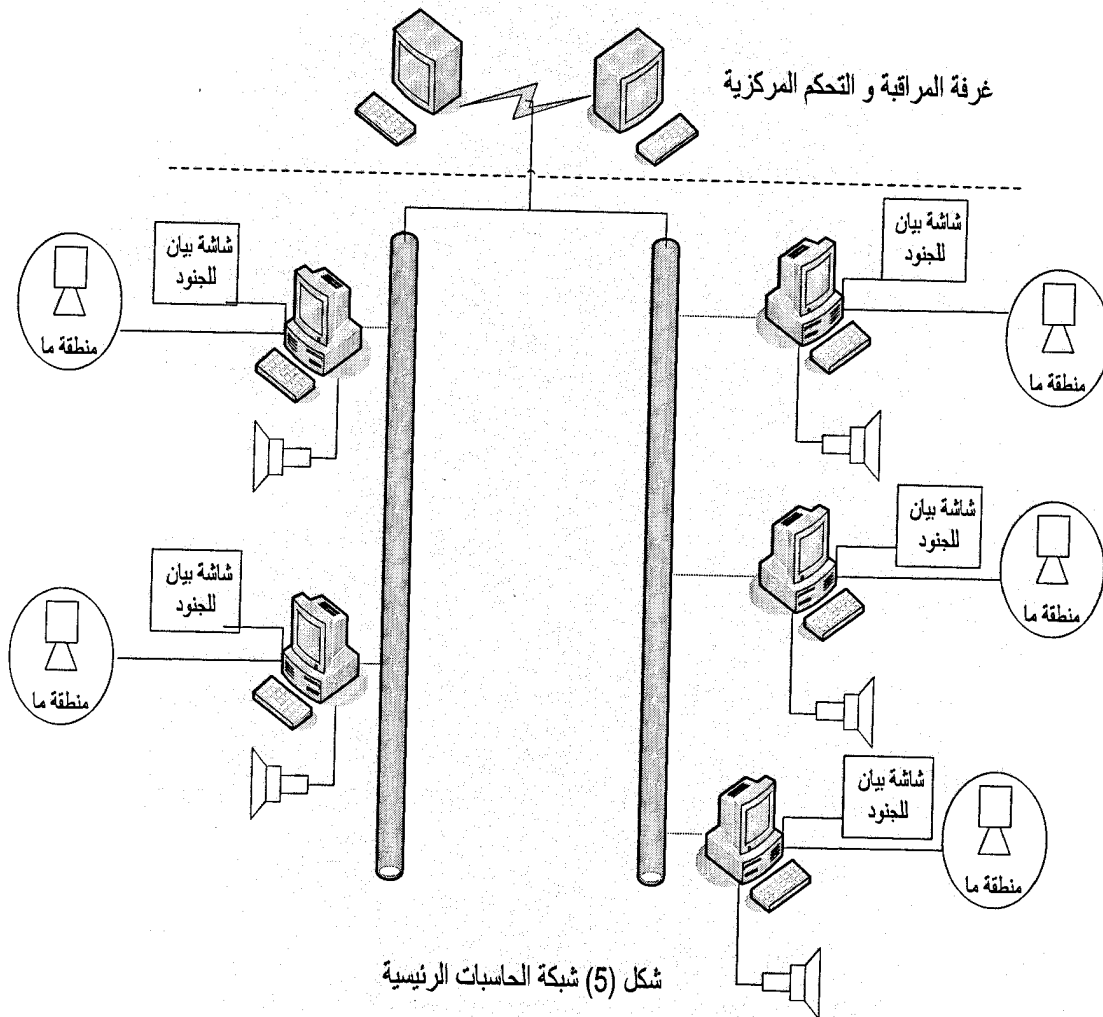 غرفة المراقبة و التحكم المركزية
شاشة بيان
للجنود
منطقة ما
شاشة بيان
للجنود
منطقة ما
شاشة بيان
للجنود
منطقة ما
شاشة بيان
للجنود
منطقة ما
شاشة بيان
للجنود
منطقة ما
شكل (5) شبكة الحاسبات الرئيسية